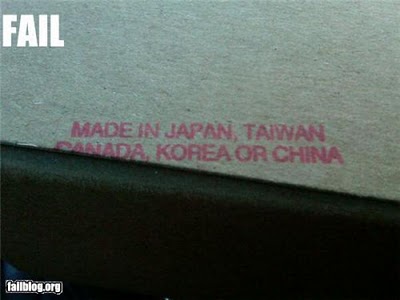 FAIL
MADE IN JAPAN, TAIWAN
CANADA, KOREA OR CHINA
failblog.org